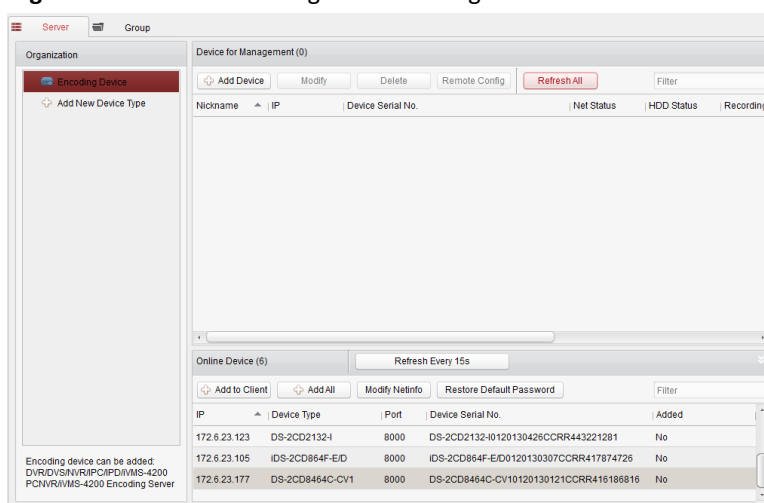 Server Group
Organization
Encoding Device
Add New Device Type
Encoding device can be added:
DVR/DVS/NVR/IPC/IPD/iVMS-4200
PCNVR/iVMS-4200 Encoding Server
Device for Management (0)
Add Device Modify Delete Remote Config Refresh All Filter
Nickname IP Device Serial No. Net Status HDD Status Recording
Online Device (6) Refresh Every 15s
Add to Client Add All Modify Netinfo Restore Default Password Filter
IP Device Type Port Device Serial No. Added
172.6.23.123 DS-2CD2132-I 8000 DS-2CD2132-I0120130426CCRR443221281 No
172.6.23.105 iDS-2CD864F-E/D 8000 iDS-2CD864F-E/D0120130307CCRR417874726 No
172.6.23.177 DS-2CD8464C-CV1 8000 DS-2CD8464C-CV10120130121CCRR416186816 No